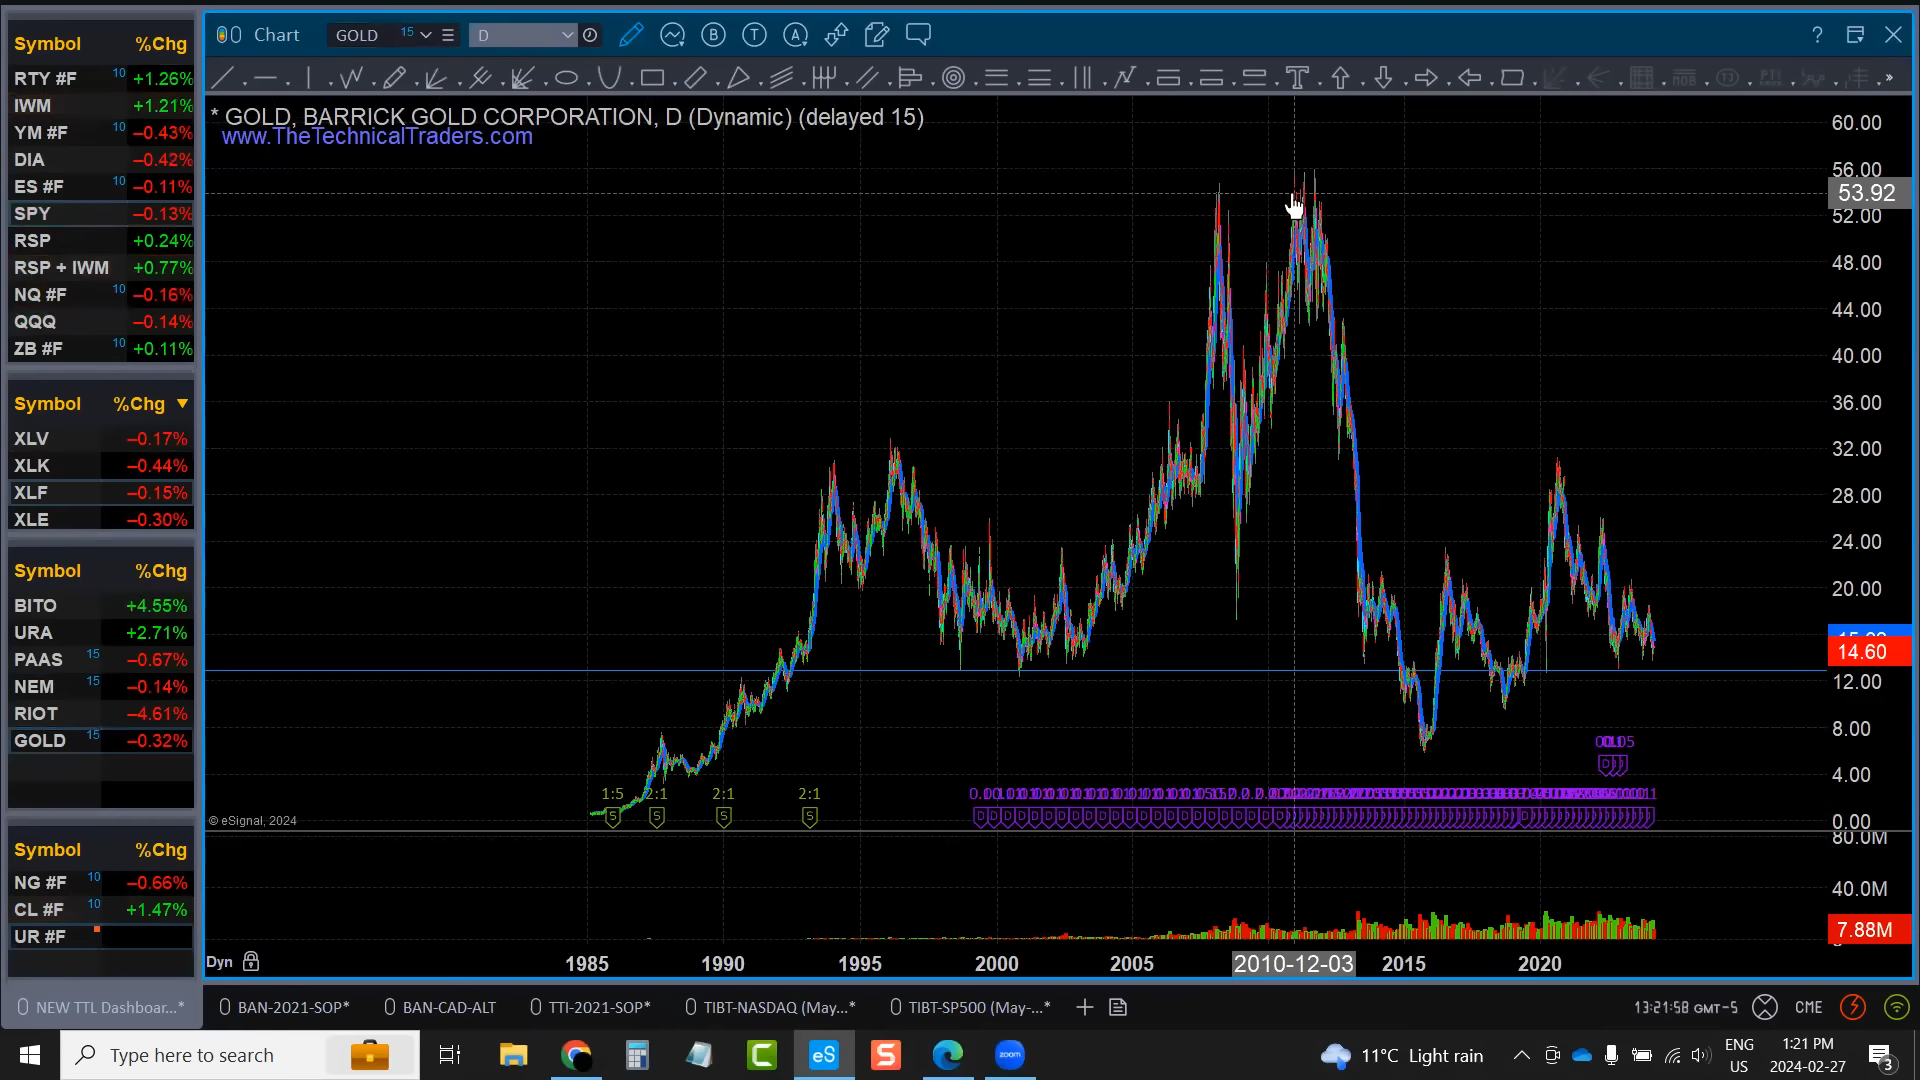 Chart GOLD 15 D
* GOLD, BARRICK GOLD CORPORATION, D (Dynamic) (delayed 15)
www.TheTechnicalTraders.com
Symbol %Chg
RTY #F 10 +1.26%
IWM +1.21%
YM #F 10 –0.43%
DIA –0.42%
ES #F 10 –0.11%
SPY –0.13%
RSP +0.24%
RSP + IWM +0.77%
NQ #F 10 –0.16%
QQQ –0.14%
ZB #F 10 +0.11%
Symbol %Chg ▼
XLV –0.17%
XLK –0.44%
XLF –0.15%
XLE –0.30%
Symbol %Chg
BITO +4.55%
URA +2.71%
PAAS 15 –0.67%
NEM 15 –0.14%
RIOT –4.61%
GOLD 15 –0.32%
Symbol %Chg
NG #F 10 –0.66%
CL #F 10 +1.47%
UR #F
60.00
56.00
53.92
52.00
48.00
44.00
40.00
36.00
32.00
28.00
24.00
20.00
14.60
12.00
8.00
4.00
0.00
80.0M
40.0M
7.88M
1:5 2:1 2:1 2:1
© eSignal, 2024
Dyn 1985 1990 1995 2000 2005 2010-12-03 2015 2020
NEW TTL Dashboar...* BAN-2021-SOP* BAN-CAD-ALT TTI-2021-SOP* TIBT-NASDAQ (May...* TIBT-SP500 (May-...* 13:21:58 GMT-5 CME
Type here to search eS zoom 11°C Light rain ENG US 1:21 PM 2024-02-27 3